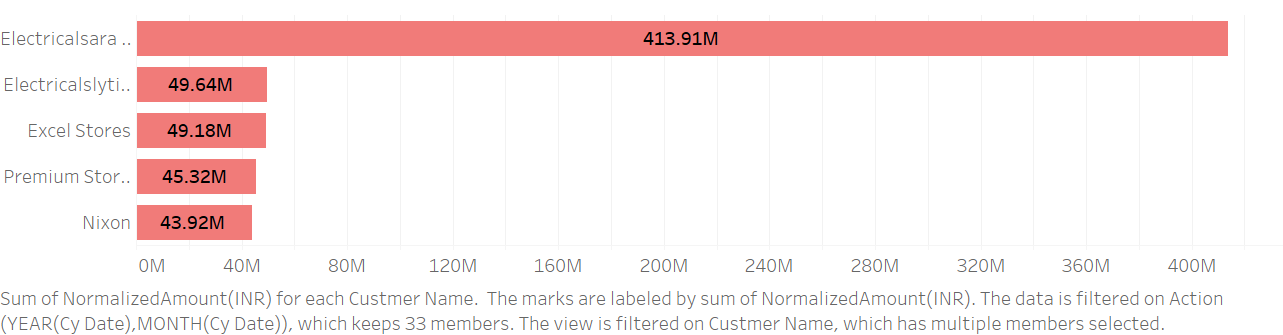 Electricalsara .. 413.91M
Electricalslyti.. 49.64M
Excel Stores 49.18M
Premium Stor.. 45.32M
Nixon 43.92M
0M 40M 80M 120M 160M 200M 240M 280M 320M 360M 400M
Sum of NormalizedAmount(INR) for each Custmer Name. The marks are labeled by sum of NormalizedAmount(INR). The data is filtered on Action
(YEAR(Cy Date),MONTH(Cy Date)), which keeps 33 members. The view is filtered on Custmer Name, which has multiple members selected.